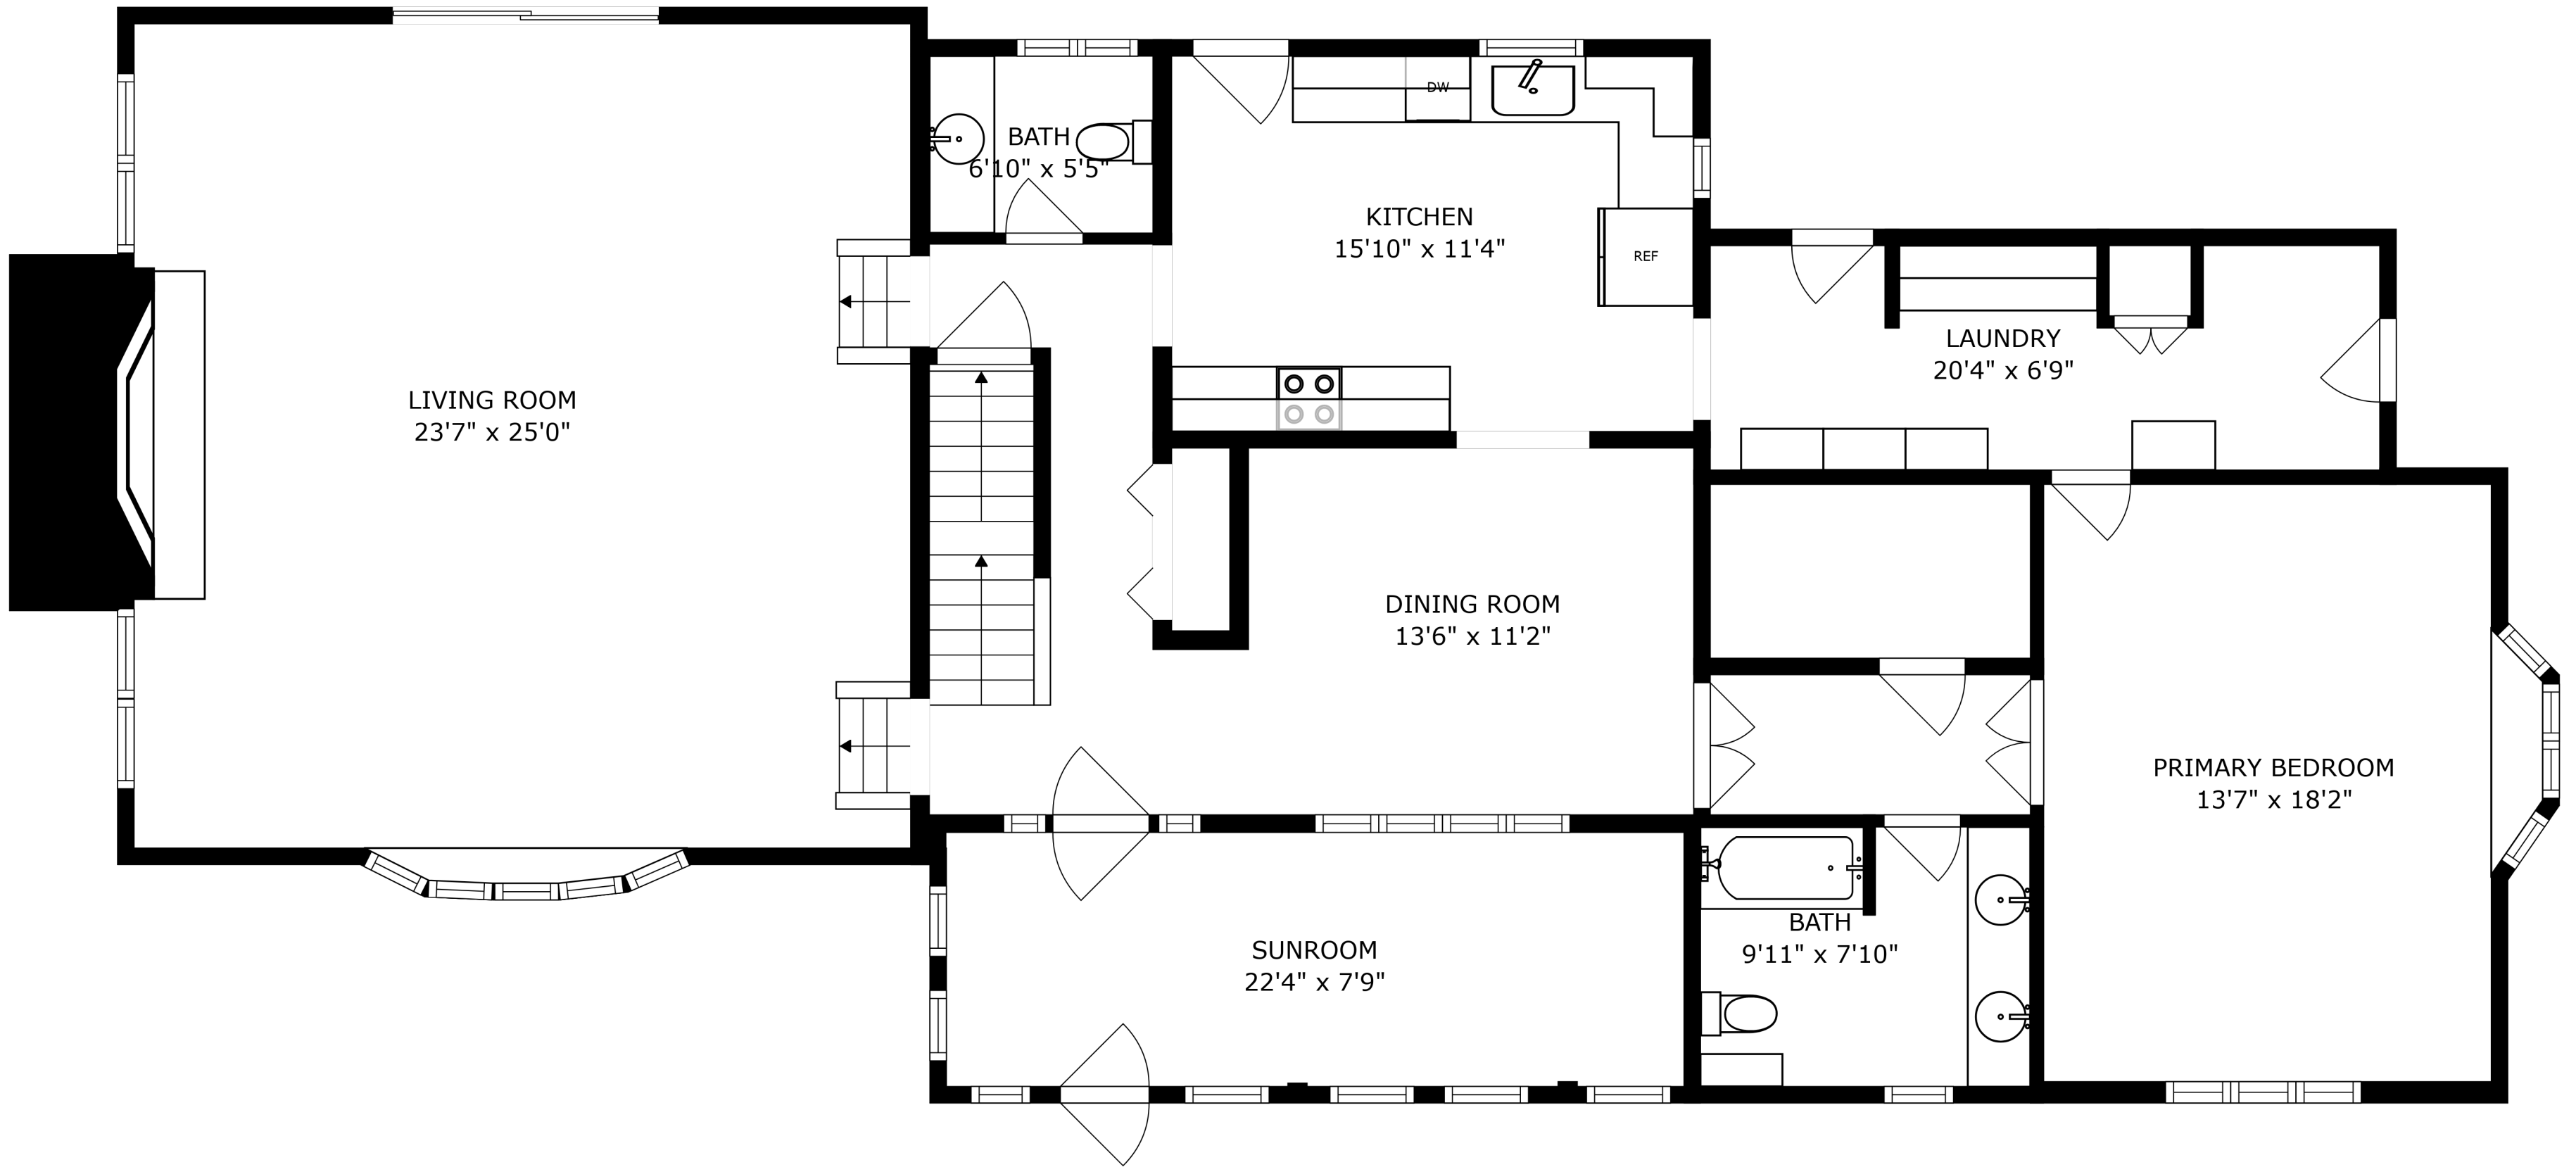 DW
BATH
6'10" x 5'5"
KITCHEN
15'10" x 11'4"
REF
LAUNDRY
20'4" x 6'9"
LIVING ROOM
23'7" x 25'0"
DINING ROOM
13'6" x 11'2"
PRIMARY BEDROOM
13'7" x 18'2"
BATH
9'11" x 7'10"
SUNROOM
22'4" x 7'9"